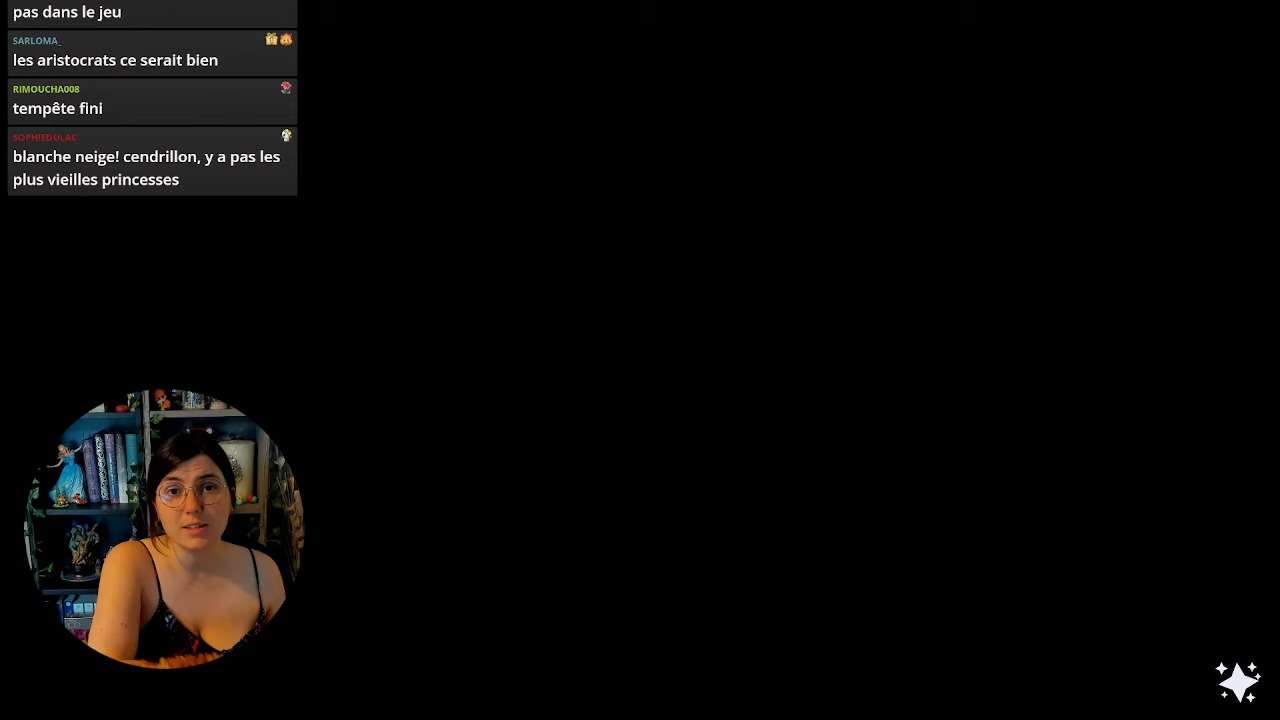 pas dans le jeu
SARLOMA_
les aristocrats ce serait bien
RIMOUCHA008
tempête fini
SOPHIEDULAC
blanche neige! cendrillon, y a pas les
plus vieilles princesses